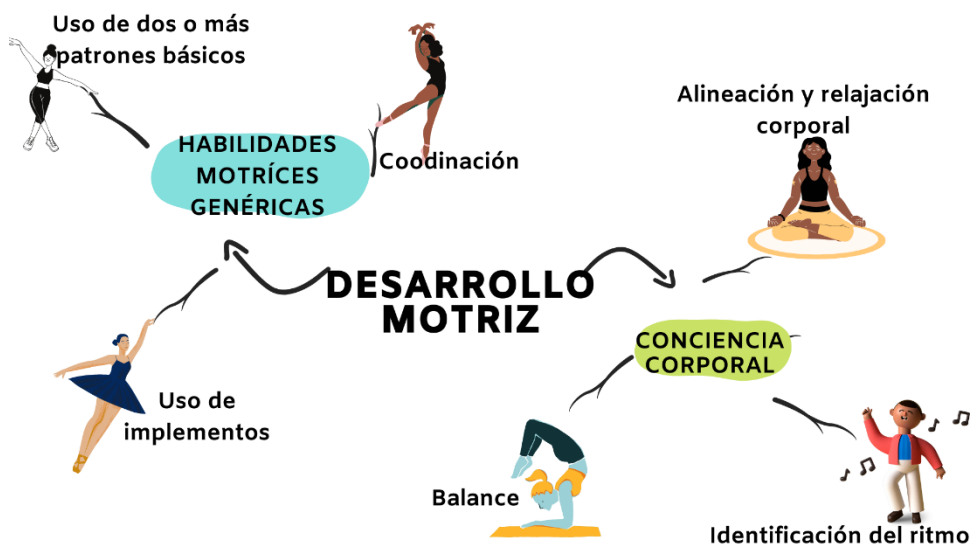 Uso de dos o más
patrones básicos
HABILIDADES
MOTRÍCES
GENÉRICAS
Coodinación
Alineación y relajación
corporal
DESARROLLO
MOTRIZ
CONCIENCIA
CORPORAL
Uso de
implementos
Balance
Identificación del ritmo